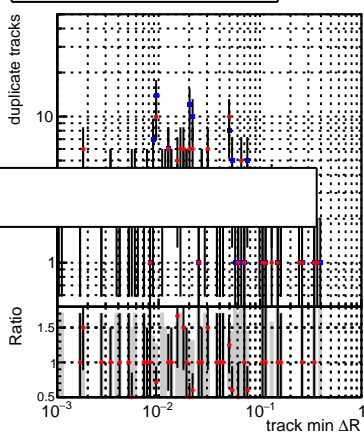 duplicate tracks
10
1
Ratio
1.5
1
0.5
10⁻³ 10⁻² 10⁻¹ 1
track min ΔR